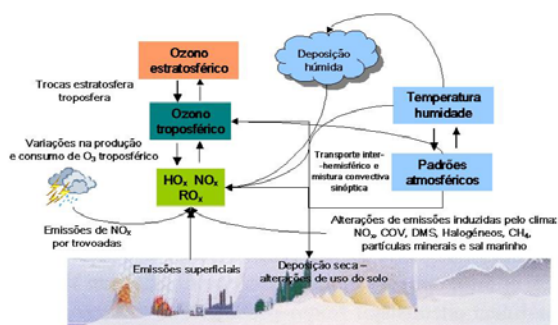 Ozono
estratosférico
Deposição
húmida
Trocas estratosfera
troposfera
Ozono
troposférico
Temperatura
humidade
Variações na produção
e consumo de O₃ troposférico
Transporte inter-
hemisférico e
mistura convectiva
sinóptica
Padrões
atmosféricos
HOₓ NOₓ
ROₓ
Emissões de NOₓ
por trovoadas
Alterações de emissões induzidas pelo clima:
NOₓ, COV, DMS, Halogéneos, CH₄,
partículas minerais e sal marinho
Emissões superficiais
Deposição seca –
alterações de uso do solo